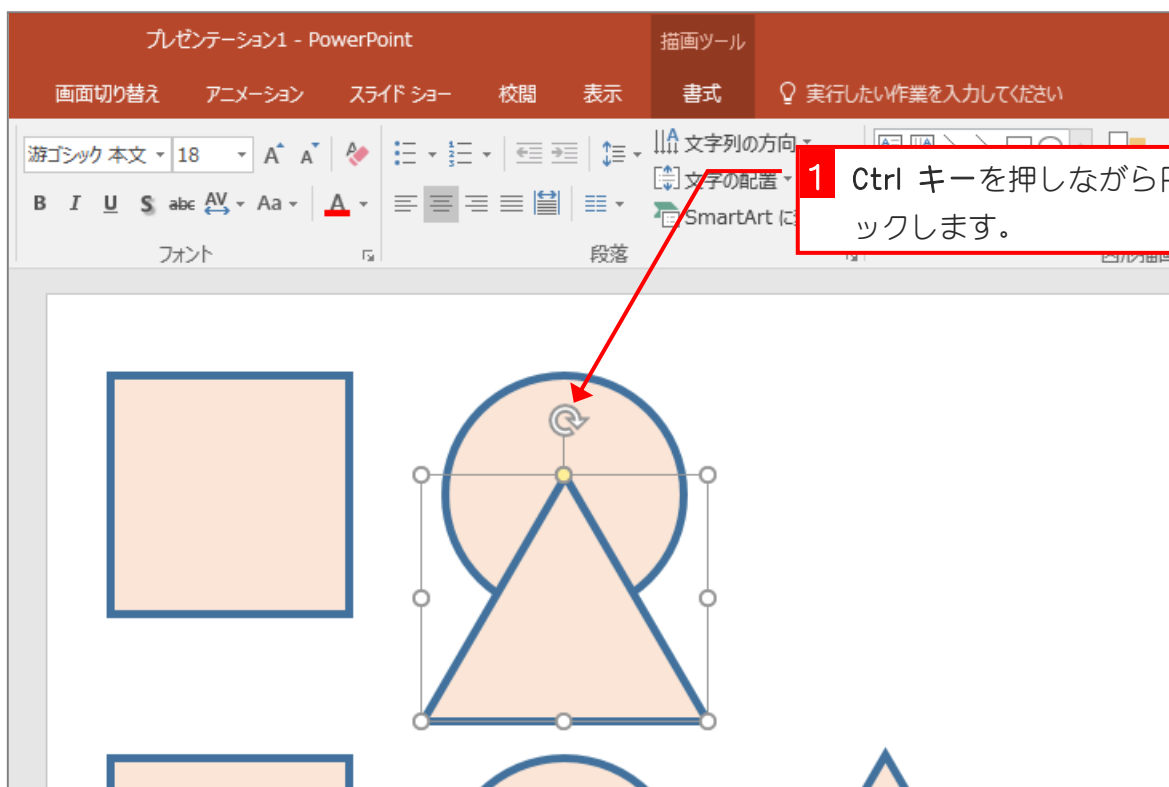 プレゼンテーション1 - PowerPoint
描画ツール
画面切り替え アニメーション スライド ショー 校閲 表示 書式 実行したい作業を入力してください
游ゴシック 本文 18 A A A 文字列の方向
文字の配置
B I U S abc AV Aa A SmartArt に
フォント 段落
1 Ctrl キーを押しながら
ックします。